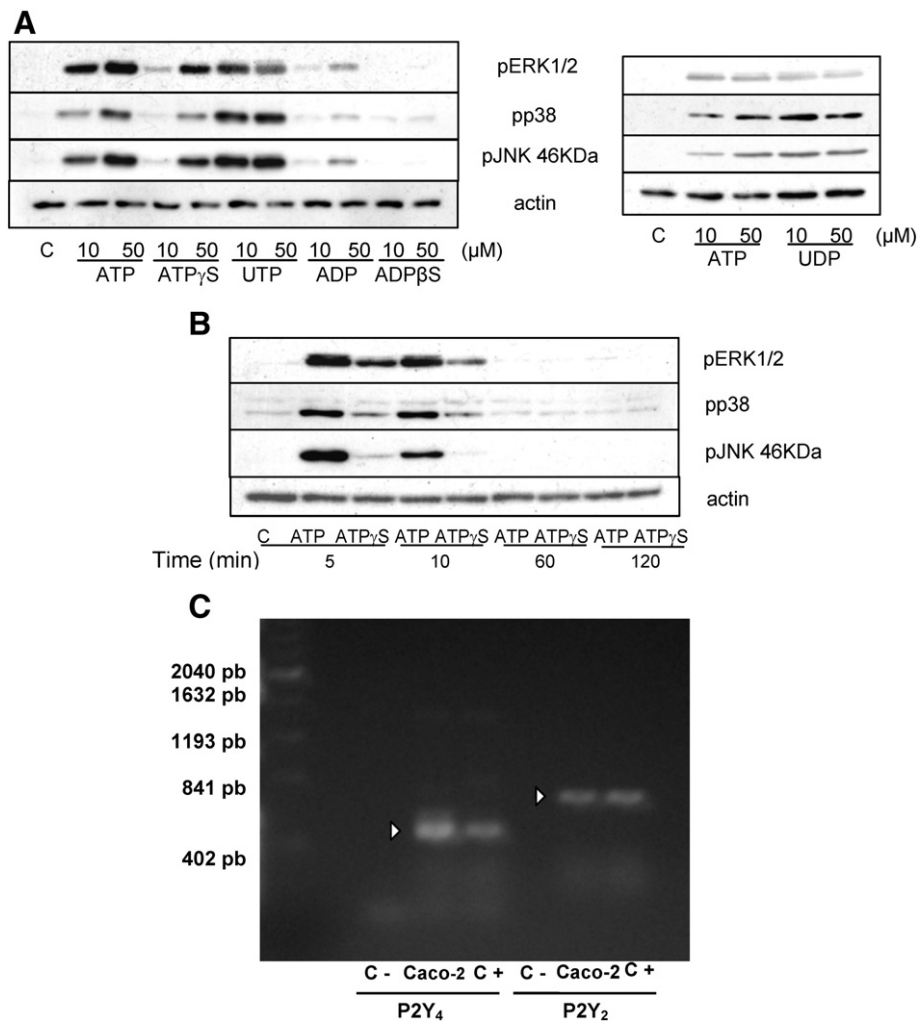 A
pERK1/2
pp38
pJNK 46KDa
actin
C 10 50 10 50 10 50 10 50 10 50 (µM)
ATP ATPγS UTP ADP ADPβS
C 10 50 10 50 (µM)
ATP UDP
B
pERK1/2
pp38
pJNK 46KDa
actin
C ATP ATPγS ATP ATPγS ATP ATPγS ATP ATPγS
Time (min) 5 10 60 120
C
2040 pb
1632 pb
1193 pb
841 pb
402 pb
C - Caco-2 C + C - Caco-2 C +
P2Y₄ P2Y₂